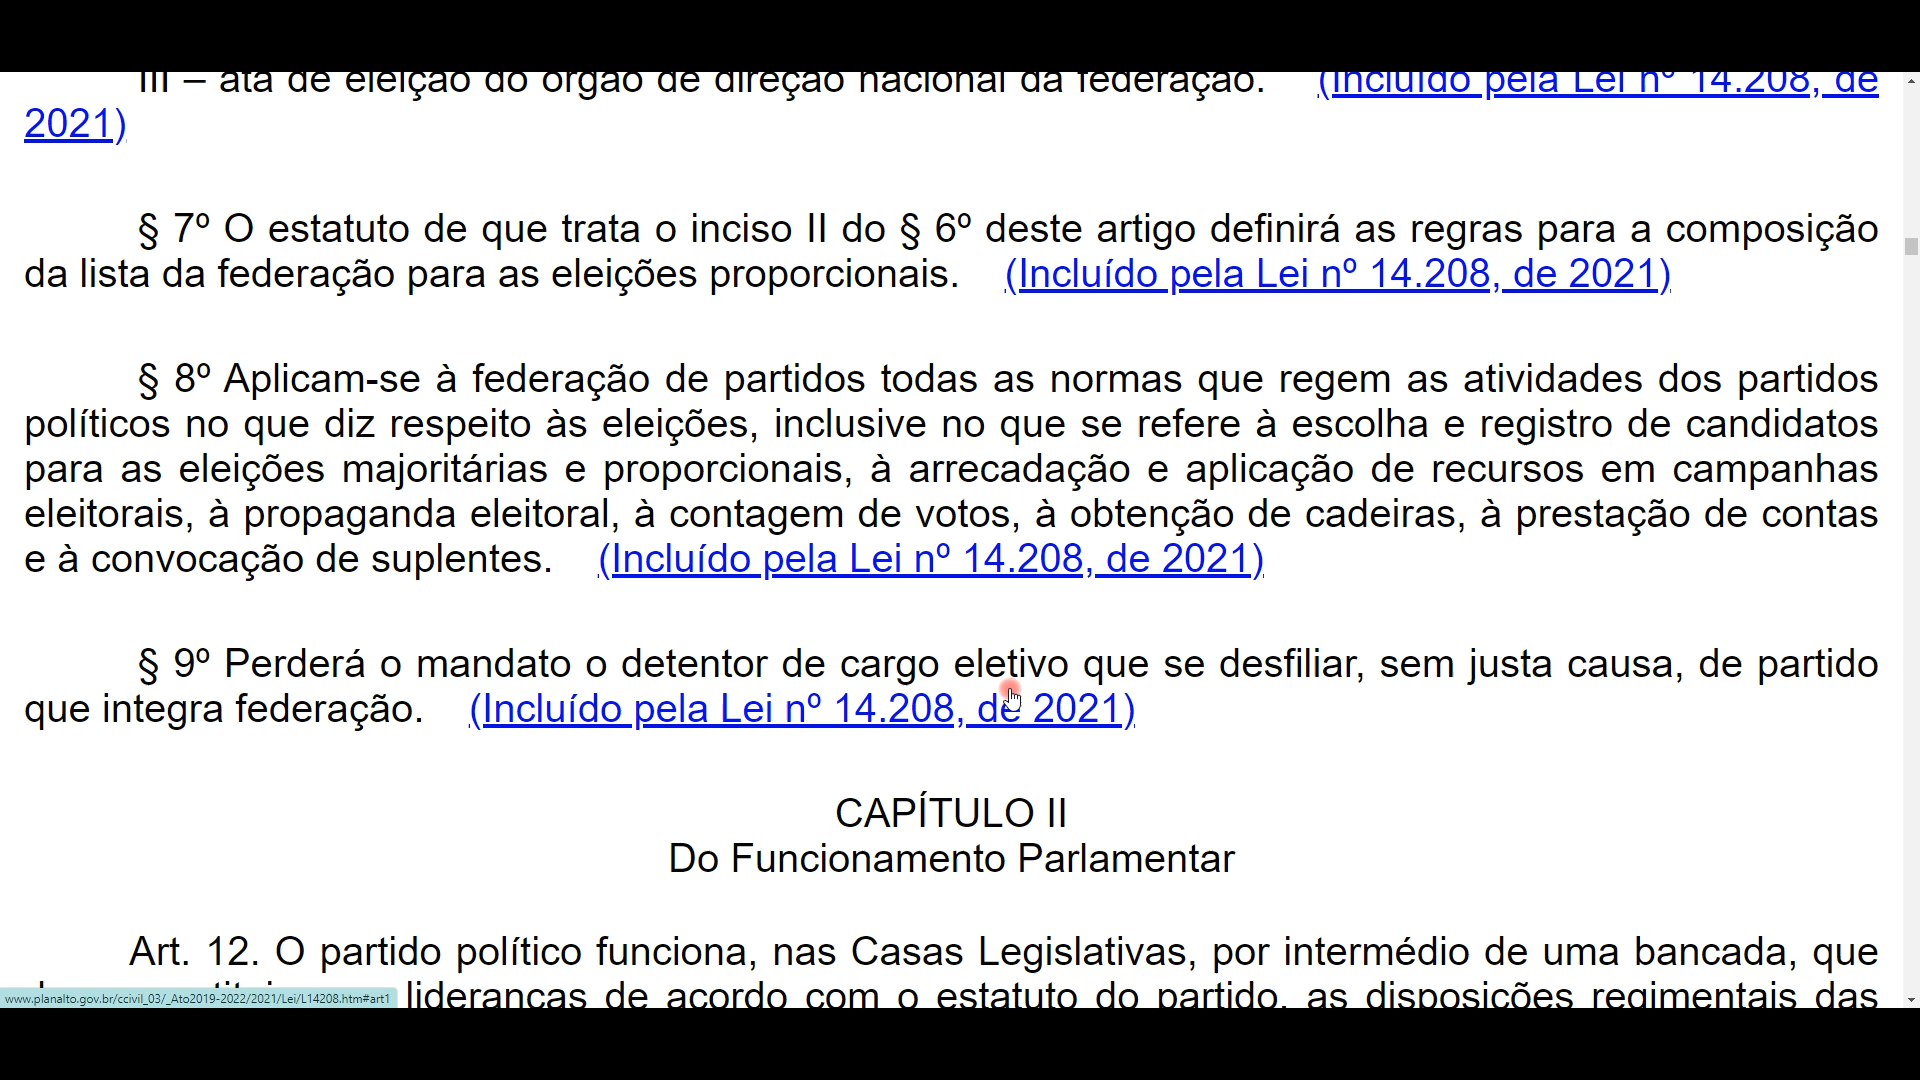 III – ata de eleição do órgão de direção nacional da federação. (Incluído pela Lei nº 14.208, de
2021)
§ 7º O estatuto de que trata o inciso II do § 6º deste artigo definirá as regras para a composição
da lista da federação para as eleições proporcionais. (Incluído pela Lei nº 14.208, de 2021)
§ 8º Aplicam-se à federação de partidos todas as normas que regem as atividades dos partidos
políticos no que diz respeito às eleições, inclusive no que se refere à escolha e registro de candidatos
para as eleições majoritárias e proporcionais, à arrecadação e aplicação de recursos em campanhas
eleitorais, à propaganda eleitoral, à contagem de votos, à obtenção de cadeiras, à prestação de contas
e à convocação de suplentes. (Incluído pela Lei nº 14.208, de 2021)
§ 9º Perderá o mandato o detentor de cargo eletivo que se desfiliar, sem justa causa, de partido
que integra federação. (Incluído pela Lei nº 14.208, de 2021)
CAPÍTULO II
Do Funcionamento Parlamentar
Art. 12. O partido político funciona, nas Casas Legislativas, por intermédio de uma bancada, que
lideranças de acordo com o estatuto do partido, as disposições regimentais das
www.planalto.gov.br/ccivil_03/_Ato2019-2022/2021/Lei/L14208.htm#art1